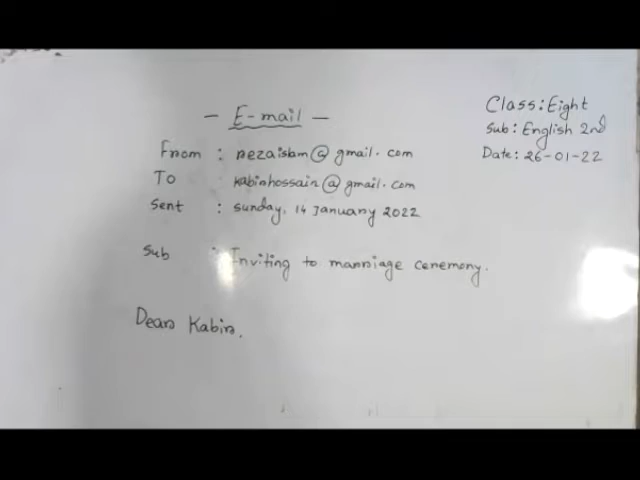 - E-mail -
Class: Eight
Sub: English 2nd
Date: 26-01-22
From : rezaislam@gmail.com
To : kabirhossain@gmail.com
Sent : Sunday, 14 January 2022
Sub : Inviting to marriage ceremony.
Dear Kabir,